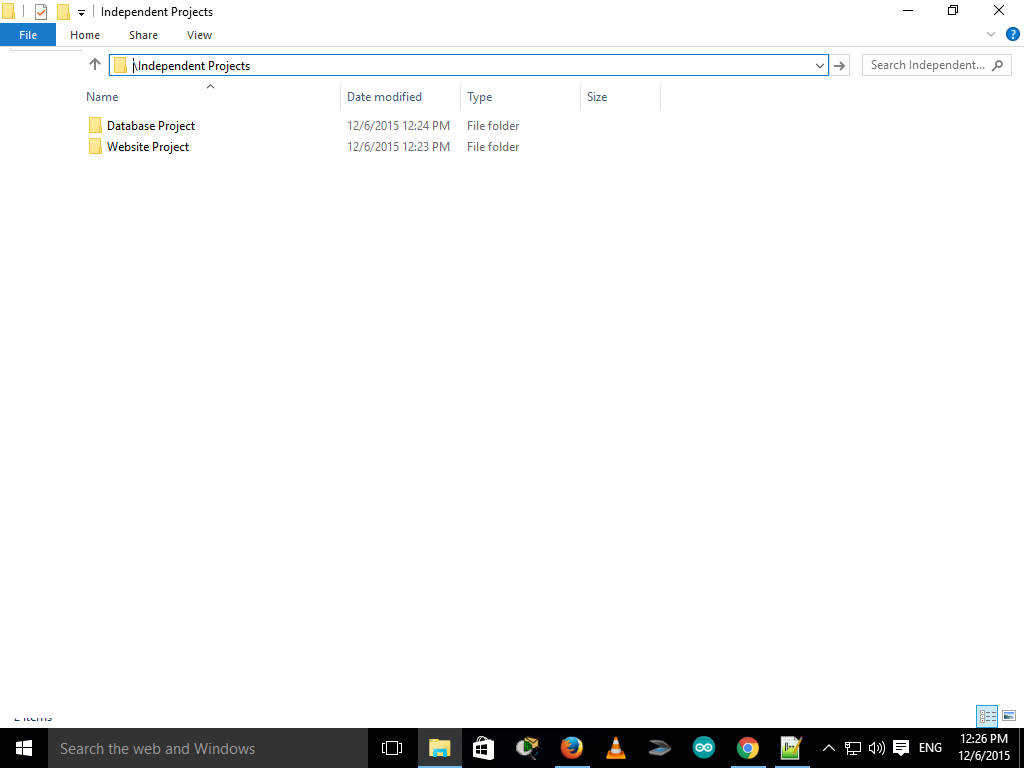 Independent Projects
File Home Share View
\Independent Projects
Search Independent...
Name Date modified Type Size
Database Project 12/6/2015 12:24 PM File folder
Website Project 12/6/2015 12:23 PM File folder
2 items
Search the web and Windows
ENG
12:26 PM
12/6/2015